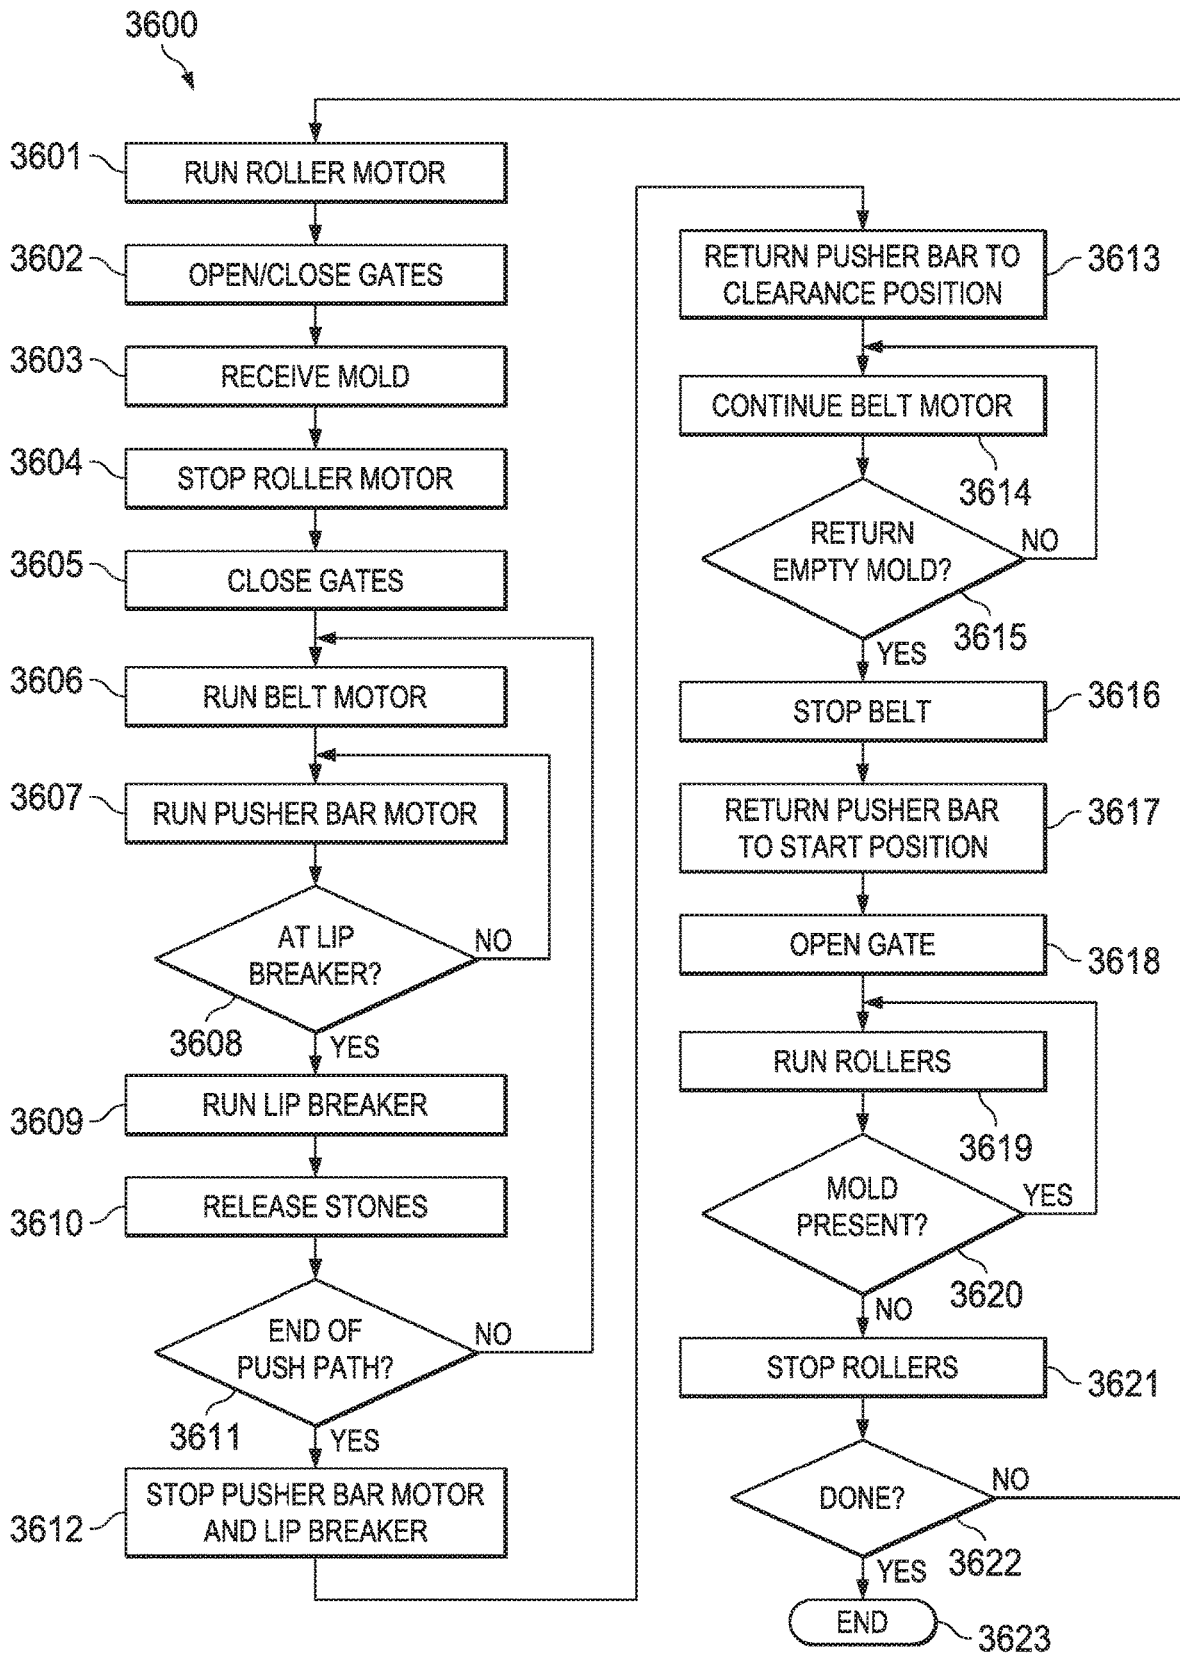 3600
3601
RUN ROLLER MOTOR
3602
OPEN/CLOSE GATES
3603
RECEIVE MOLD
3604
STOP ROLLER MOTOR
3605
CLOSE GATES
3606
RUN BELT MOTOR
3607
RUN PUSHER BAR MOTOR
AT LIP
BREAKER?
NO
3608
YES
3609
RUN LIP BREAKER
3610
RELEASE STONES
END OF
PUSH PATH?
NO
3611
YES
3612
STOP PUSHER BAR MOTOR
AND LIP BREAKER
RETURN PUSHER BAR TO
CLEARANCE POSITION
3613
CONTINUE BELT MOTOR
3614
RETURN
EMPTY MOLD?
NO
3615
YES
STOP BELT
3616
RETURN PUSHER BAR
TO START POSITION
3617
OPEN GATE
3618
RUN ROLLERS
3619
MOLD
PRESENT?
YES
3620
NO
STOP ROLLERS
3621
DONE?
NO
3622
YES
END
3623